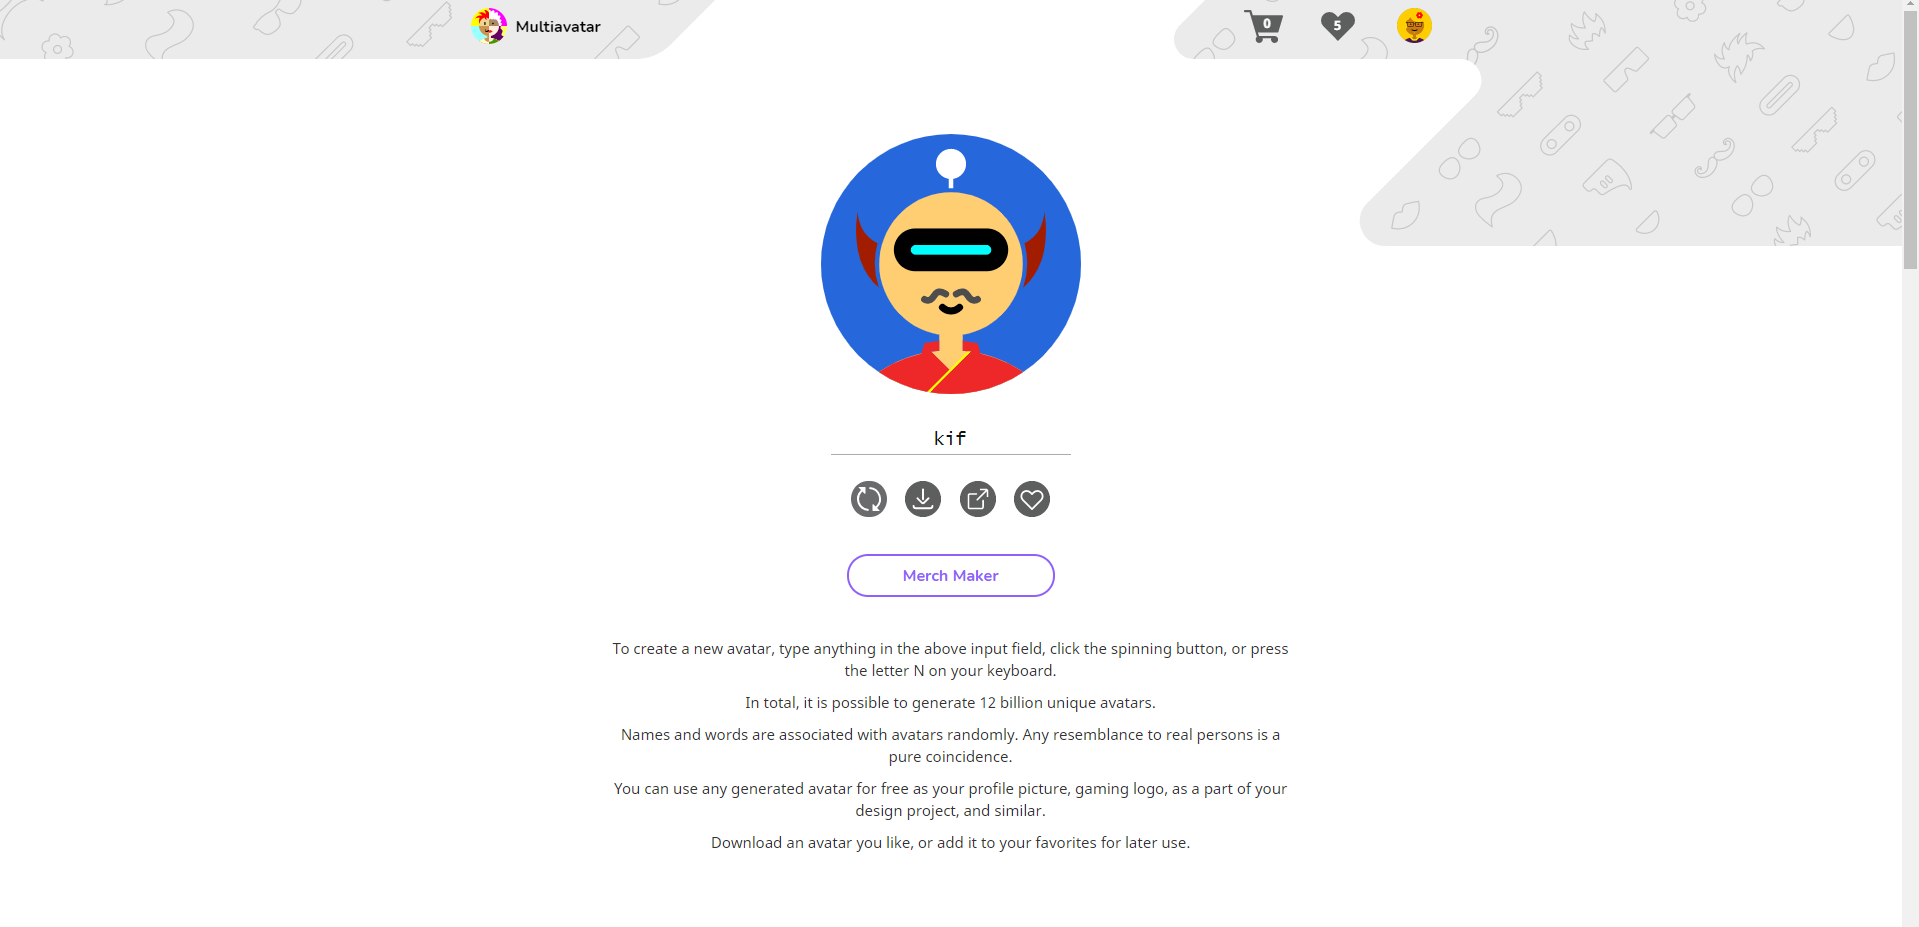 Multiavatar
0
5
kif
Merch Maker
To create a new avatar, type anything in the above input field, click the spinning button, or press
the letter N on your keyboard.
In total, it is possible to generate 12 billion unique avatars.
Names and words are associated with avatars randomly. Any resemblance to real persons is a
pure coincidence.
You can use any generated avatar for free as your profile picture, gaming logo, as a part of your
design project, and similar.
Download an avatar you like, or add it to your favorites for later use.